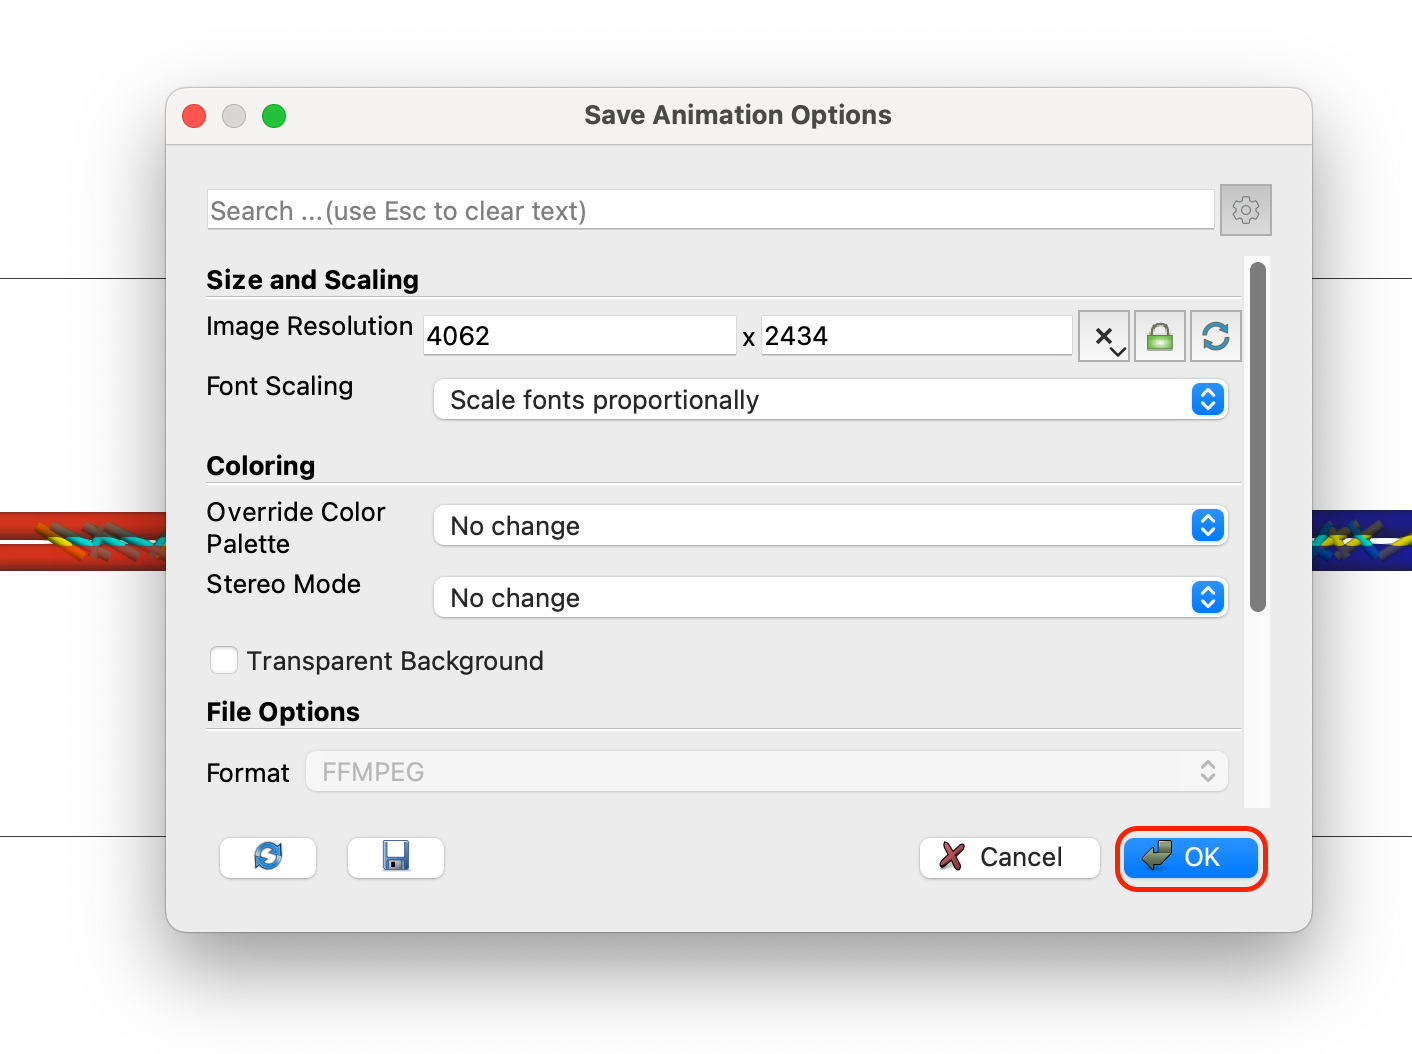 Save Animation Options
Search ...(use Esc to clear text)
Size and Scaling
Image Resolution 4062 x 2434
Font Scaling Scale fonts proportionally
Coloring
Override Color
Palette No change
Stereo Mode No change
Transparent Background
File Options
Format FFMPEG
Cancel OK